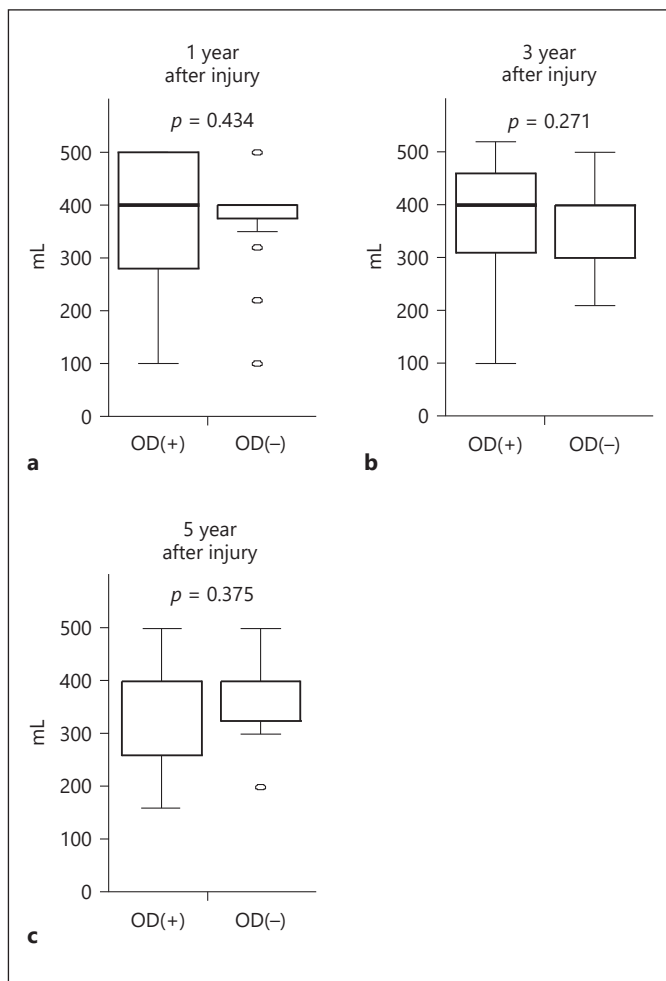 1 year
after injury
p = 0.434
500
400
300
200
100
0
mL
OD(+) OD(–)
a
3 year
after injury
p = 0.271
500
400
300
200
100
0
mL
OD(+) OD(–)
b
5 year
after injury
p = 0.375
500
400
300
200
100
0
mL
OD(+) OD(–)
c